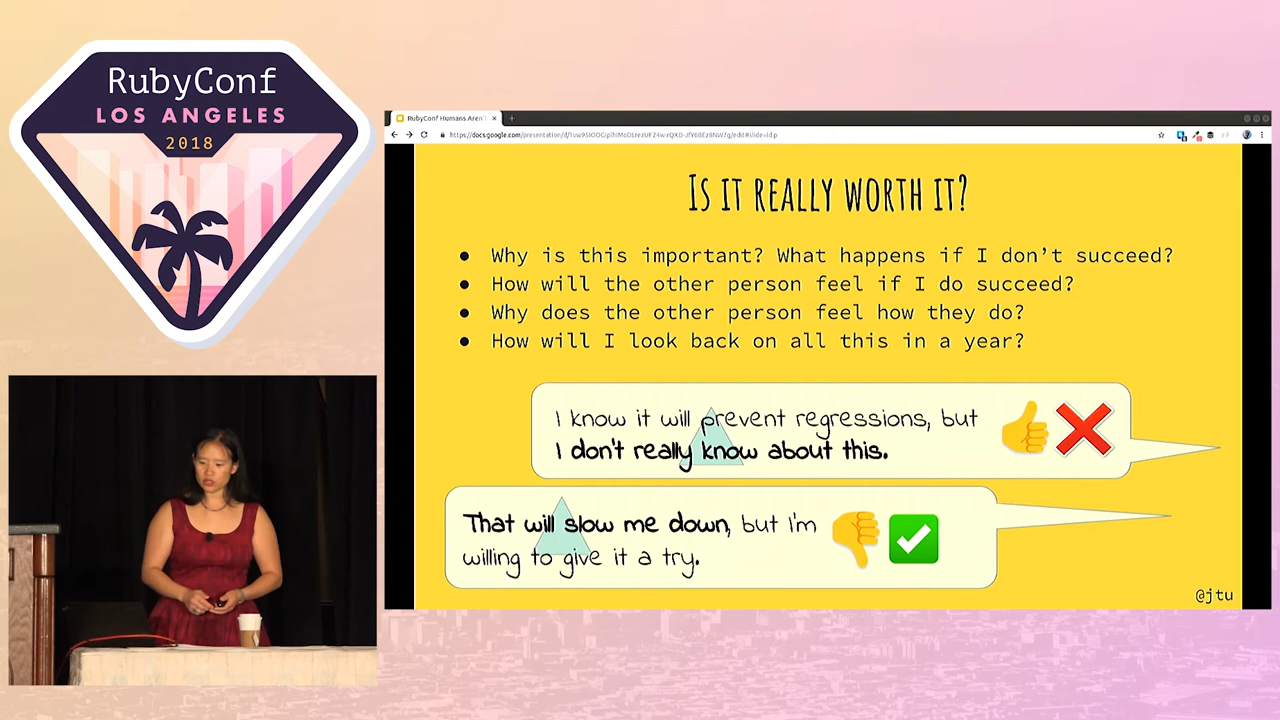 RubyConf
LOS ANGELES
2018
RubyConf Humans Aren'
IS IT REALLY WORTH IT?
● Why is this important? What happens if I don't succeed?
● How will the other person feel if I do succeed?
● Why does the other person feel how they do?
● How will I look back on all this in a year?
I know it will prevent regressions, but
I don't really know about this.
That will slow me down, but I'm
willing to give it a try.
@jtu